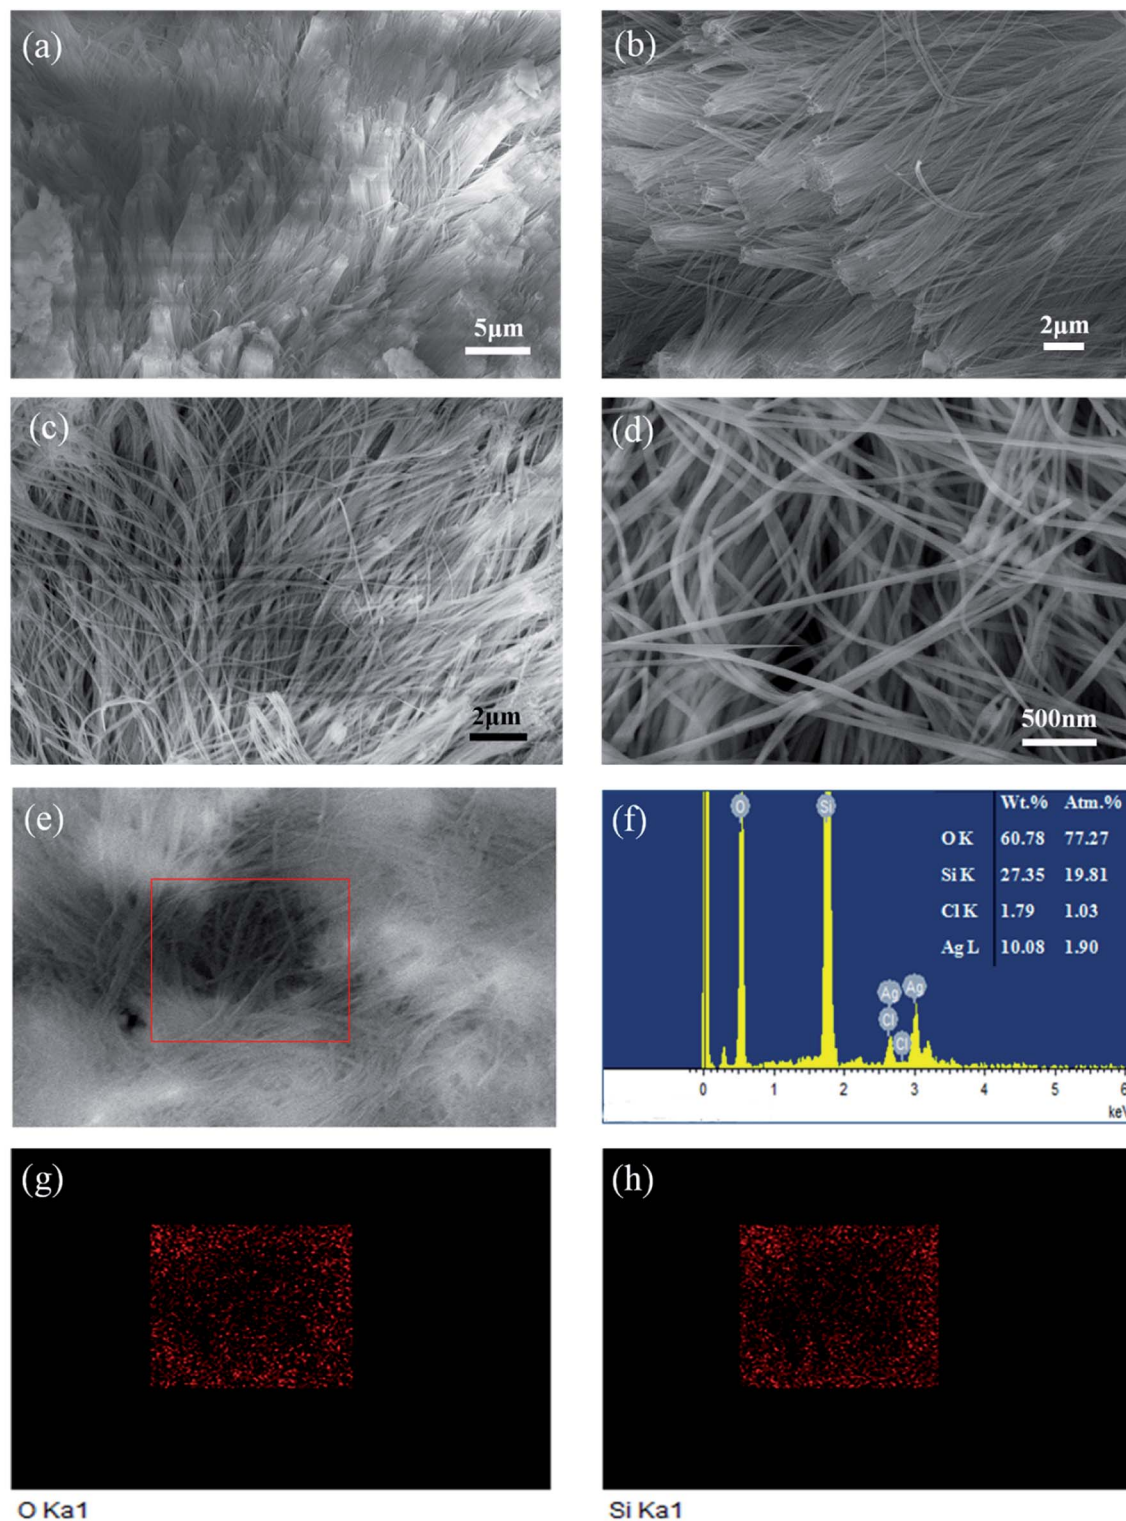 (a)
5μm
(b)
2μm
(c)
2μm
(d)
500nm
(e)
(f)
Wt.% Atm.%
O K 60.78 77.27
Si K 27.35 19.81
Cl K 1.79 1.03
Ag L 10.08 1.90
O
Si
Ag
Cl
Cl
Ag
0 1 2 3 4 5 6
keV
(g)
O Ka1
(h)
Si Ka1